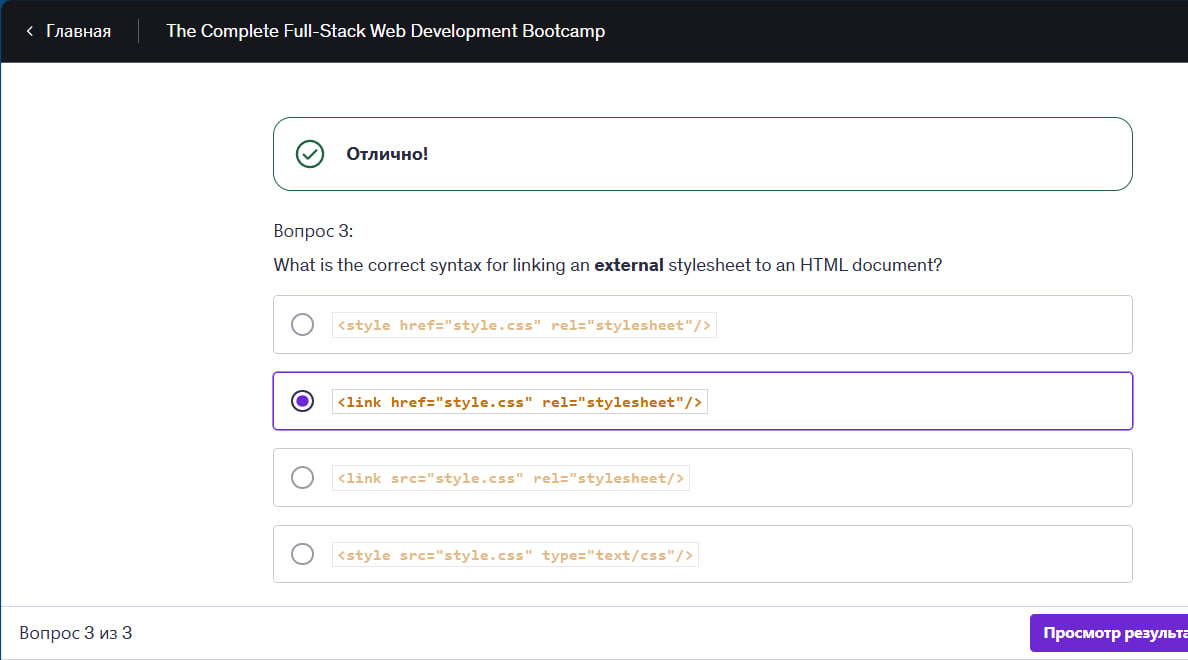 Главная
The Complete Full-Stack Web Development Bootcamp
Отлично!
Вопрос 3:
What is the correct syntax for linking an external stylesheet to an HTML document?
<style href="style.css" rel="stylesheet"/>
<link href="style.css" rel="stylesheet"/>
<link src="style.css" rel="stylesheet/>
<style src="style.css" type="text/css"/>
Вопрос 3 из 3
Просмотр результа